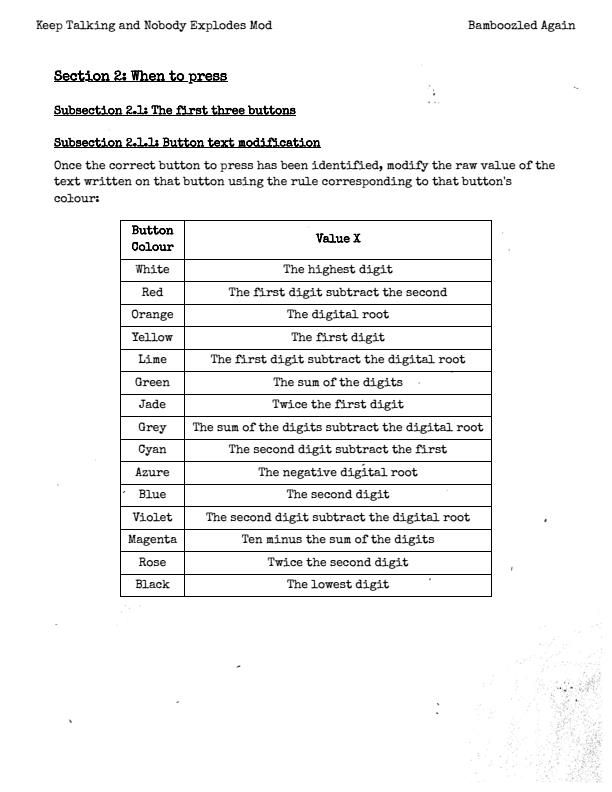 Keep Talking and Nobody Explodes Mod Bamboozled Again
Section 2: When to press
Subsection 2.1: The first three buttons
Subsection 2.1.1: Button text modification
Once the correct button to press has been identified, modify the raw value of the
text written on that button using the rule corresponding to that button's
colour:
Button Colour Value X
White The highest digit
Red The first digit subtract the second
Orange The digital root
Yellow The first digit
Lime The first digit subtract the digital root
Green The sum of the digits
Jade Twice the first digit
Grey The sum of the digits subtract the digital root
Cyan The second digit subtract the first
Azure The negative digital root
Blue The second digit
Violet The second digit subtract the digital root
Magenta Ten minus the sum of the digits
Rose Twice the second digit
Black The lowest digit